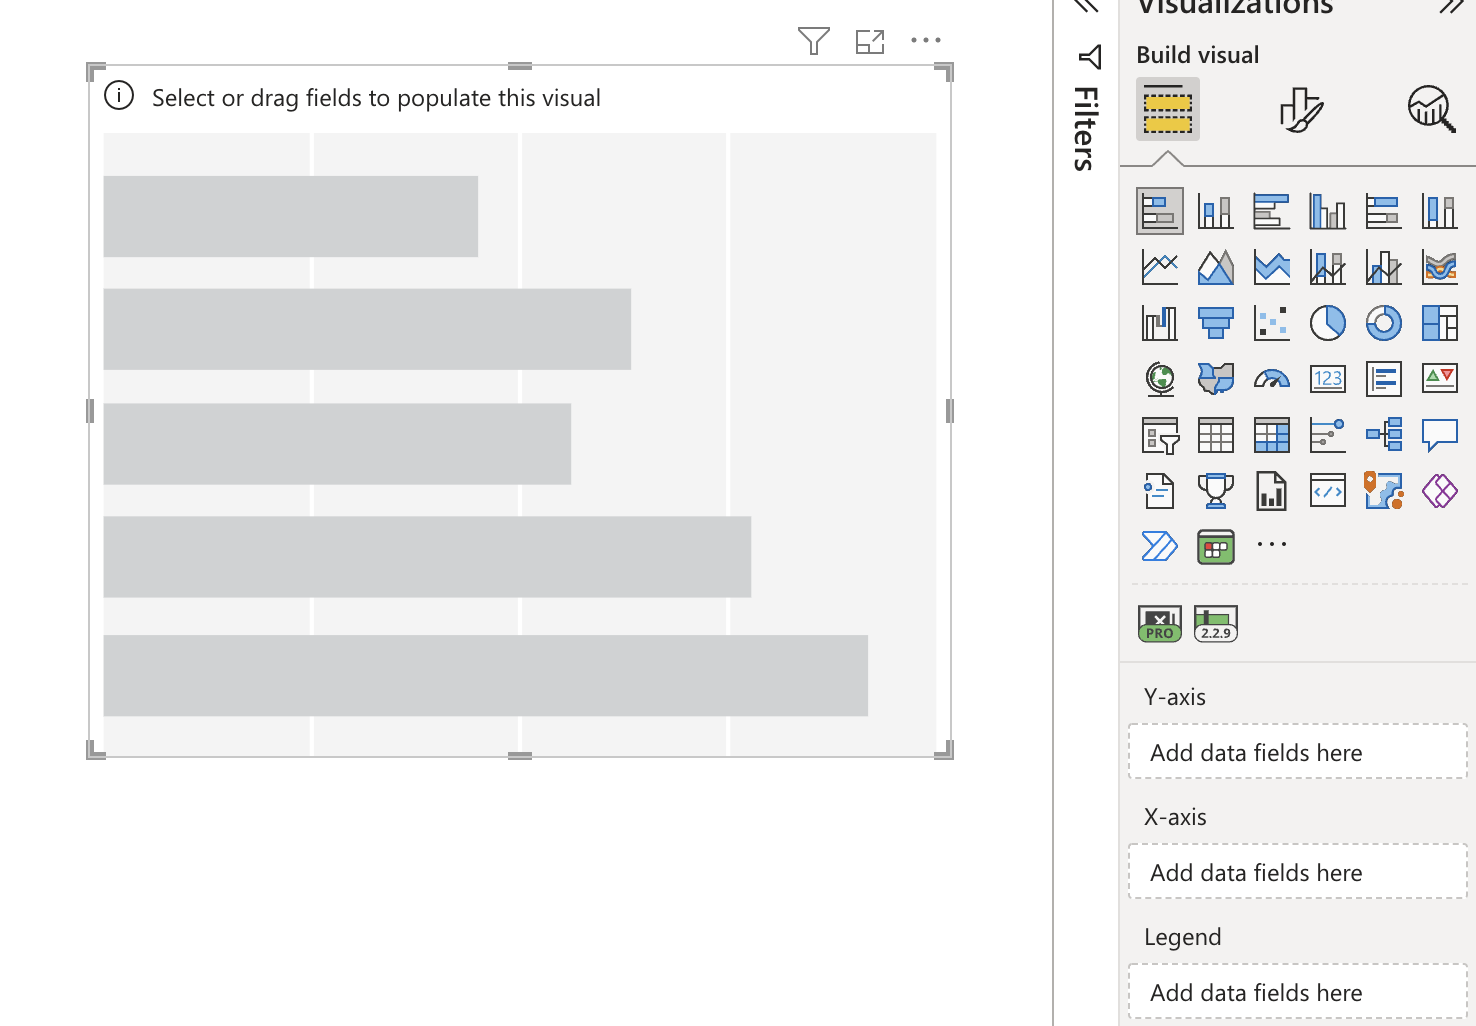 Select or drag fields to populate this visual
Filters
Visualizations
Build visual
123
PRO
2.2.9
Y-axis
Add data fields here
X-axis
Add data fields here
Legend
Add data fields here